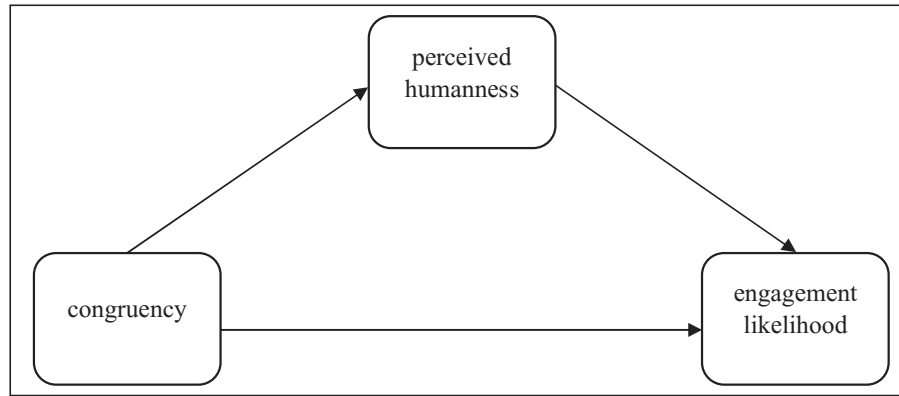 perceived
humanness
congruency
engagement
likelihood